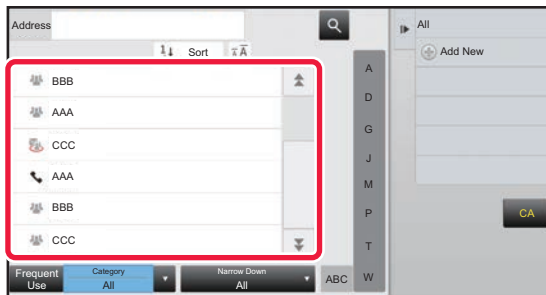 Address
All
Sort
Add New
BBB
AAA
CCC
AAA
BBB
CCC
A
D
G
J
M
P
T
W
CA
Frequent Use
Category
All
Narrow Down
All
ABC